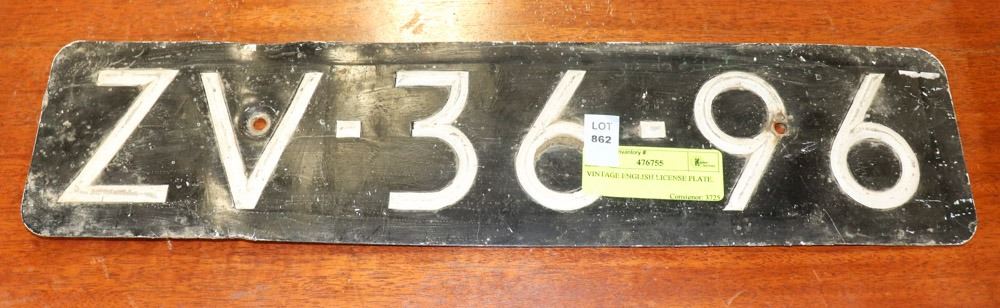 ZV-36-96
LOT
862
Inventory #:
476755
VINTAGE ENGLISH LICENSE PLATE
Consignor: 3725